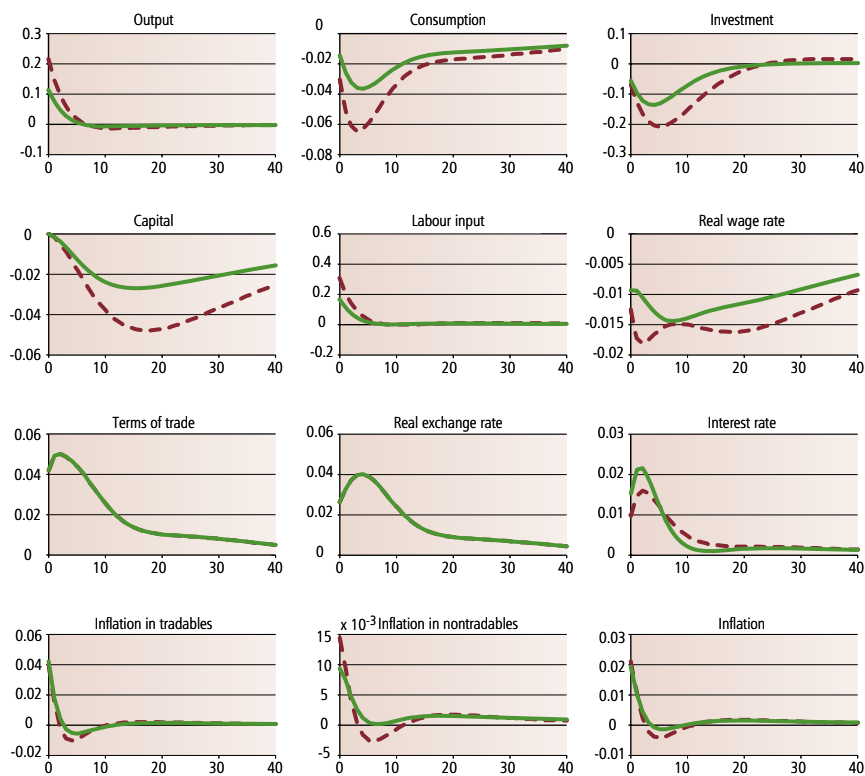 Output
0.3
0.2
0.1
0
-0.1
0 10 20 30 40
Consumption
0
-0.02
-0.04
-0.06
-0.08
0 10 20 30 40
Investment
0.1
0
-0.1
-0.2
-0.3
0 10 20 30 40
Capital
0
-0.02
-0.04
-0.06
0 10 20 30 40
Labour input
0.6
0.4
0.2
0
-0.2
0 10 20 30 40
Real wage rate
0
-0.005
-0.01
-0.015
-0.02
0 10 20 30 40
Terms of trade
0.06
0.04
0.02
0
0 10 20 30 40
Real exchange rate
0.06
0.04
0.02
0
0 10 20 30 40
Interest rate
0.03
0.02
0.01
0
0 10 20 30 40
Inflation in tradables
0.06
0.04
0.02
0
-0.02
0 10 20 30 40
x 10-3 Inflation in nontradables
15
10
5
0
-5
0 10 20 30 40
Inflation
0.03
0.02
0.01
0
-0.01
0 10 20 30 40